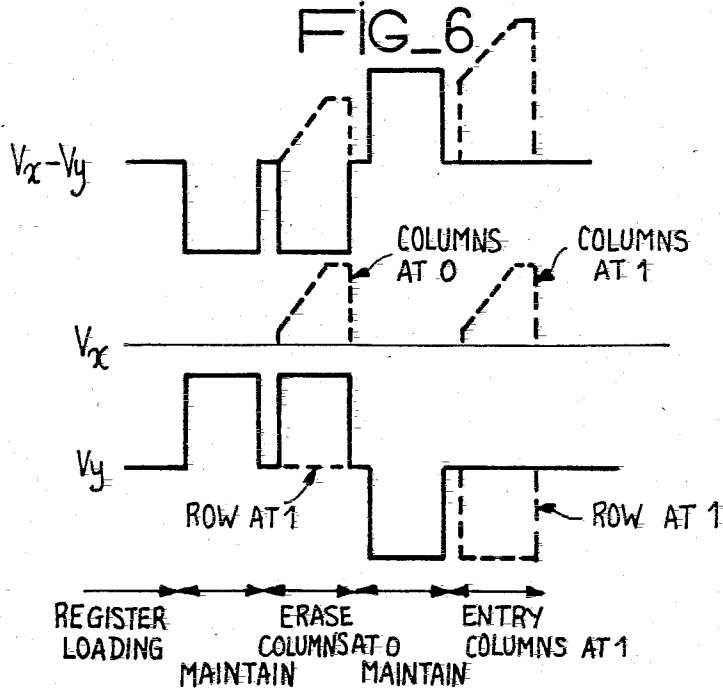 FIG_6
Vx-Vy
COLUMNS
AT 0
COLUMNS
AT 1
Vx
Vy
ROW AT 1
ROW AT 1
REGISTER
LOADING
MAINTAIN
ERASE
COLUMNS AT 0
MAINTAIN
ENTRY
COLUMNS AT 1